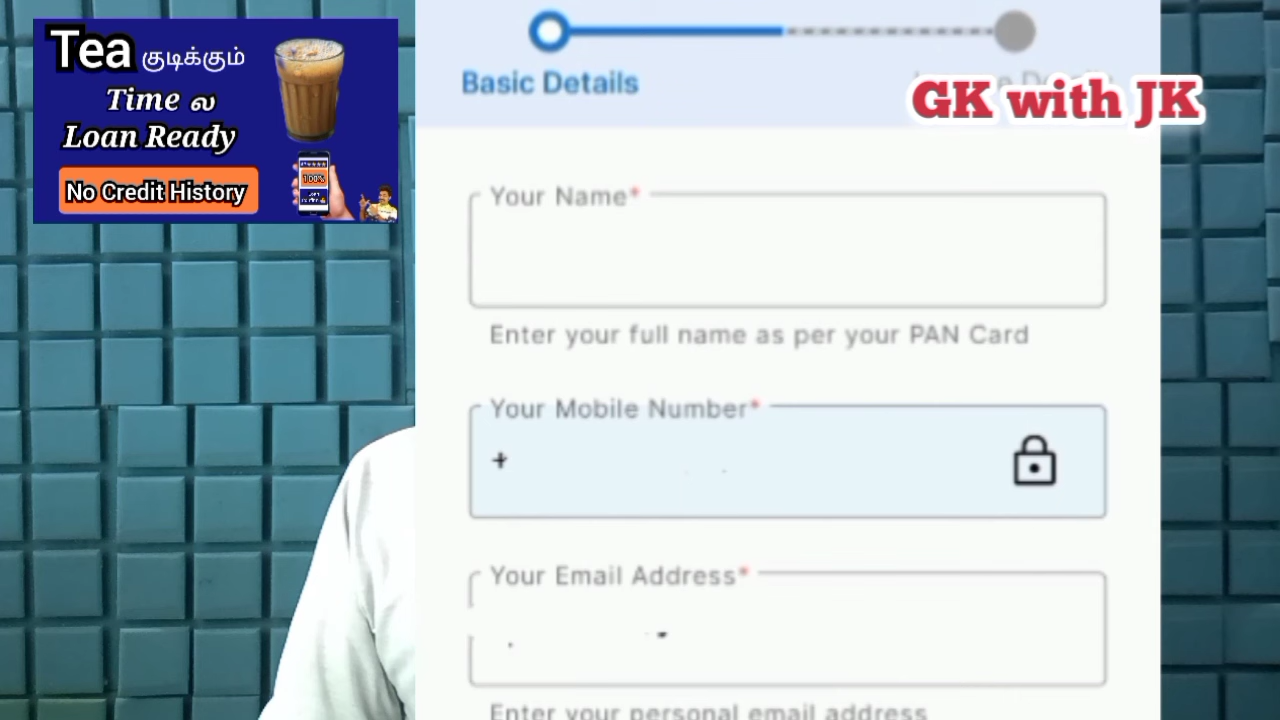 Tea குடிக்கும்
Time ல
Loan Ready
No Credit History
100%
Basic Details
GK with JK
Your Name*
Enter your full name as per your PAN Card
Your Mobile Number*
+
Your Email Address*
Enter your personal email address